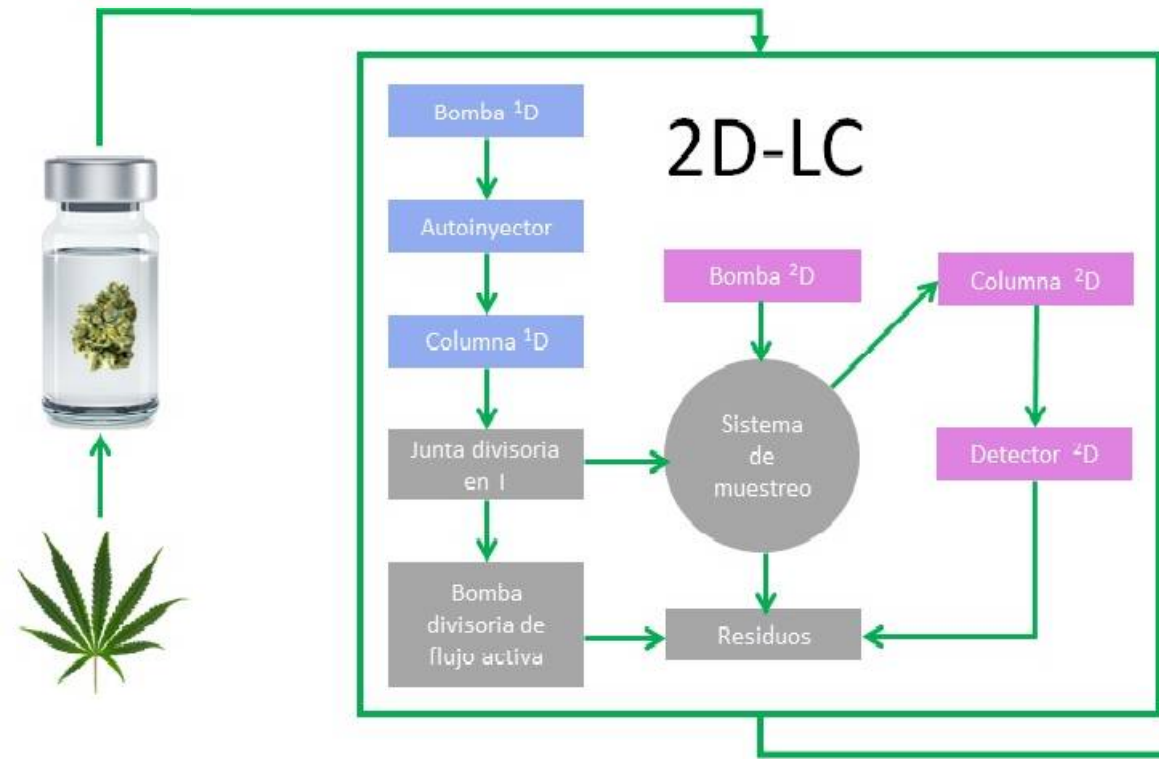 2D-LC
Bomba ¹D
Autoinyector
Columna ¹D
Junta divisoria
en T
Bomba
divisoria de
flujo activa
Bomba ²D
Sistema
de
muestreo
Residuos
Columna ²D
Detector ²D